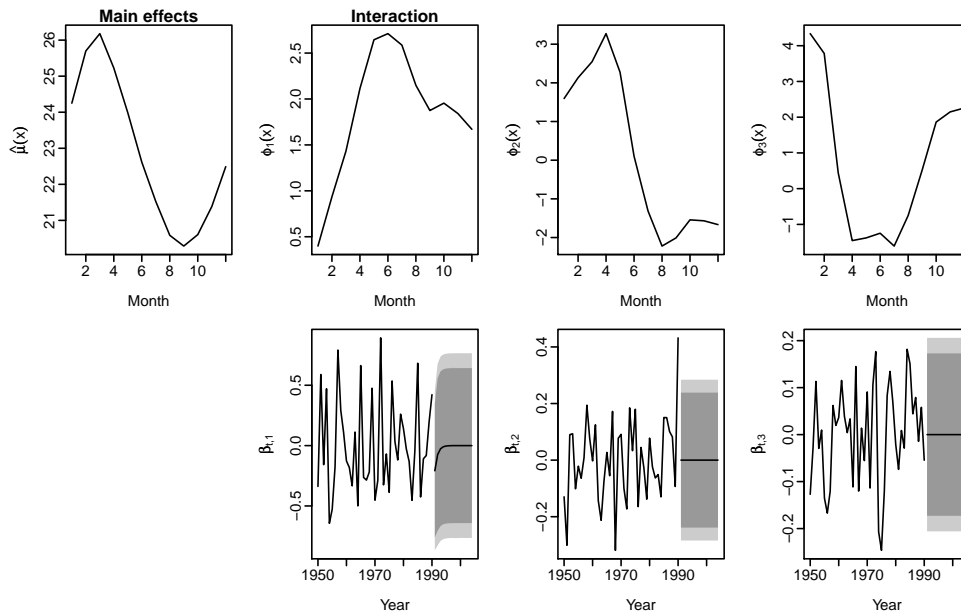 Main effects
Interaction
μ̂(x)
21 22 23 24 25 26
2 4 6 8 10
Month
ϕ₁(x)
0.5 1.0 1.5 2.0 2.5
2 4 6 8 10
Month
ϕ₂(x)
−2 −1 0 1 2 3
2 4 6 8 10
Month
ϕ₃(x)
−1 0 1 2 3 4
2 4 6 8 10
Month
βt,1
−0.5 0.0 0.5
1950 1970 1990
Year
βt,2
−0.2 0.0 0.2 0.4
1950 1970 1990
Year
βt,3
−0.2 −0.1 0.0 0.1 0.2
1950 1970 1990
Year